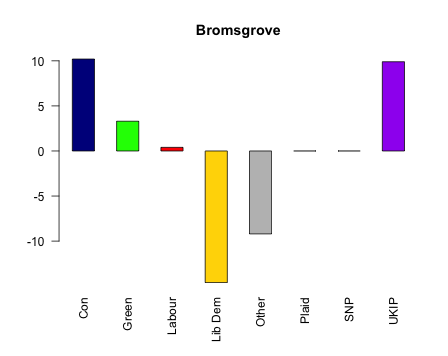 Bromsgrove
10
5
0
-5
-10
Con
Green
Labour
Lib Dem
Other
Plaid
SNP
UKIP